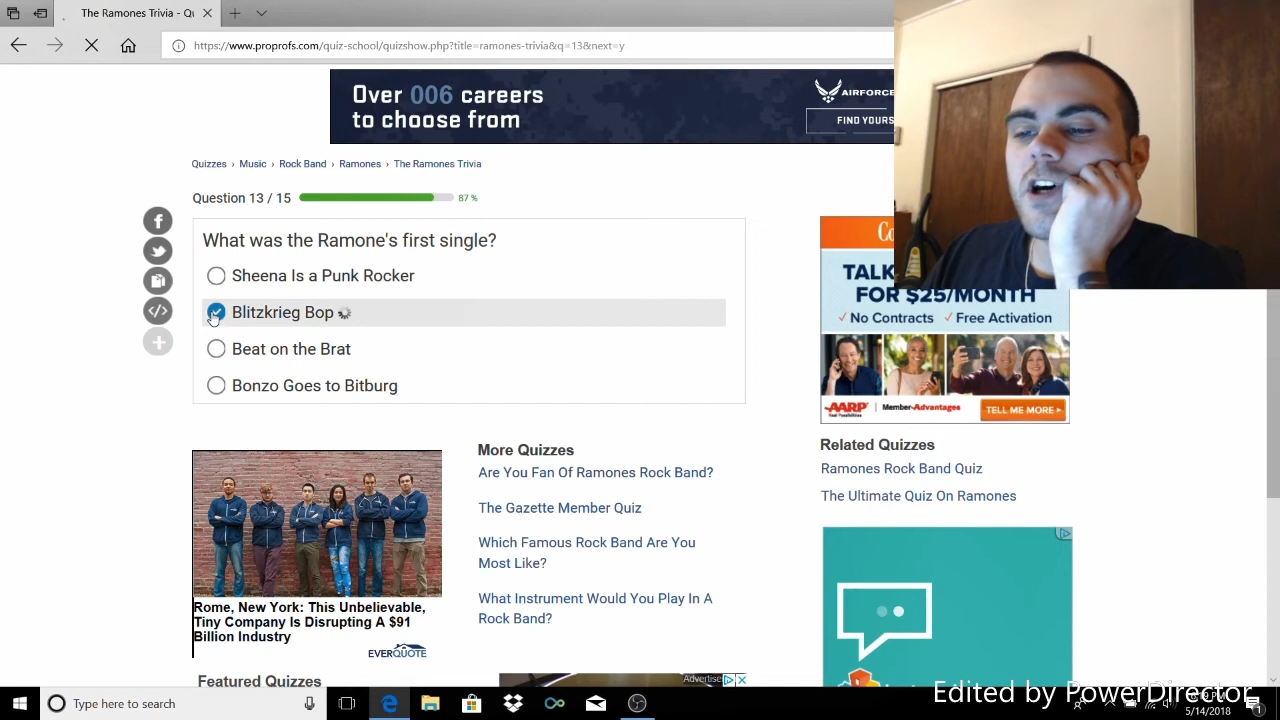 https://www.proprofs.com/quiz-school/quizshow.php?title=ramones-trivia&q=13&next=y
Over 006 careers
to choose from
AIRFORCE
FIND YOURS
Quizzes › Music › Rock Band › Ramones › The Ramones Trivia
Question 13 / 15
87 %
What was the Ramone's first single?
Sheena Is a Punk Rocker
Blitzkrieg Bop
Beat on the Brat
Bonzo Goes to Bitburg
TALK
FOR $25/MONTH
✓ No Contracts ✓ Free Activation
AARP
Real Possibilities
Member Advantages
TELL ME MORE
More Quizzes
Are You Fan Of Ramones Rock Band?
The Gazette Member Quiz
Which Famous Rock Band Are You
Most Like?
What Instrument Would You Play In A
Rock Band?
Related Quizzes
Ramones Rock Band Quiz
The Ultimate Quiz On Ramones
Rome, New York: This Unbelievable,
Tiny Company Is Disrupting A $91
Billion Industry
EVERQUOTE
Featured Quizzes
Advertise
Type here to search
Edited by PowerDirector
5/14/2018
1